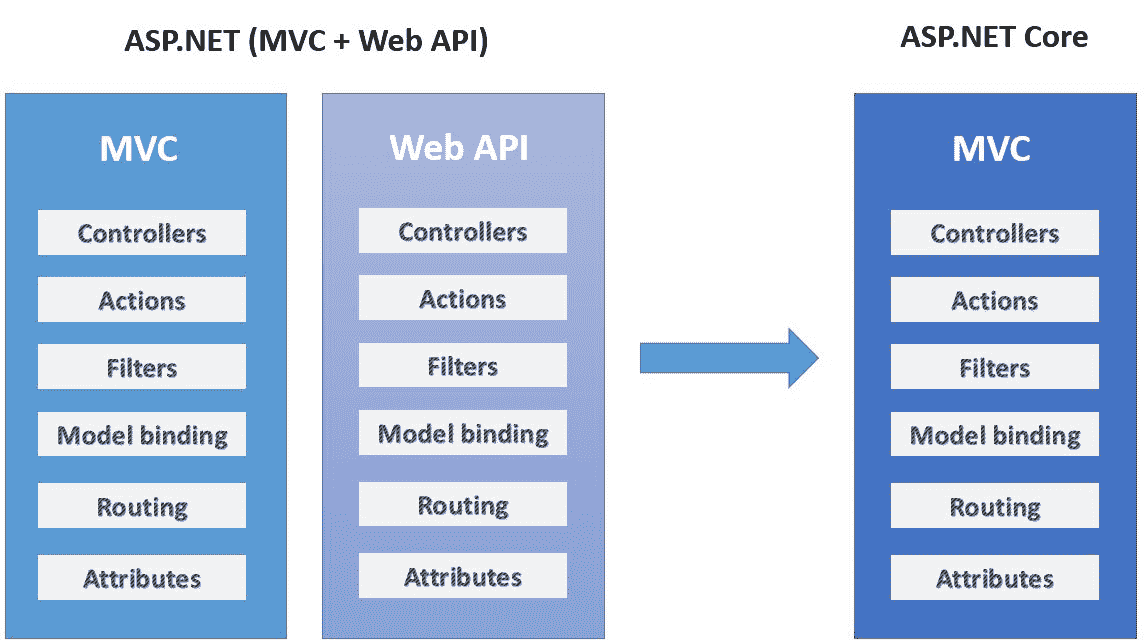 ASP.NET (MVC + Web API)
MVC
Controllers
Actions
Filters
Model binding
Routing
Attributes
Web API
Controllers
Actions
Filters
Model binding
Routing
Attributes
ASP.NET Core
MVC
Controllers
Actions
Filters
Model binding
Routing
Attributes